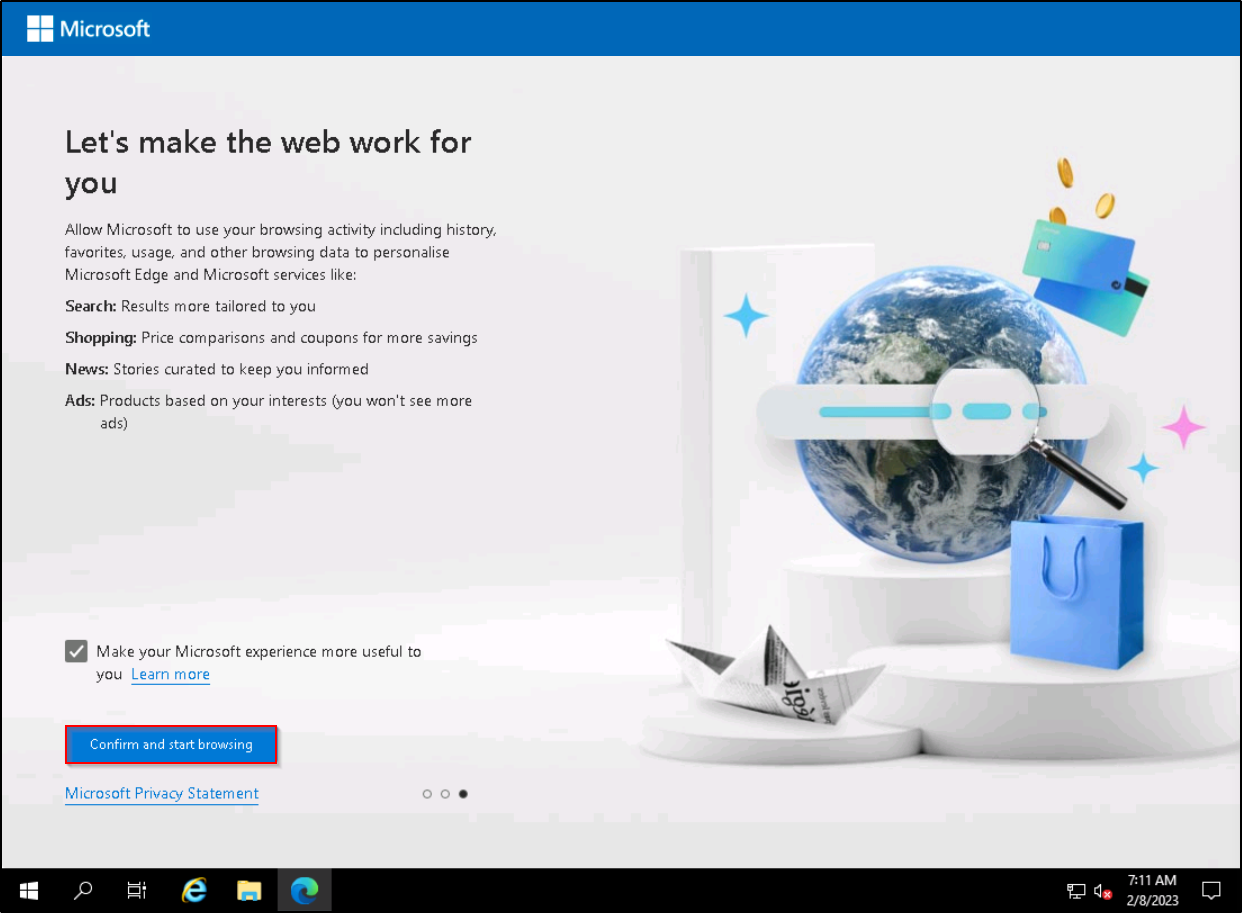 Microsoft
Let's make the web work for
you
Allow Microsoft to use your browsing activity including history,
favorites, usage, and other browsing data to personalise
Microsoft Edge and Microsoft services like:
Search: Results more tailored to you
Shopping: Price comparisons and coupons for more savings
News: Stories curated to keep you informed
Ads: Products based on your interests (you won't see more
ads)
Make your Microsoft experience more useful to
you Learn more
Confirm and start browsing
Microsoft Privacy Statement
7:11 AM
2/8/2023